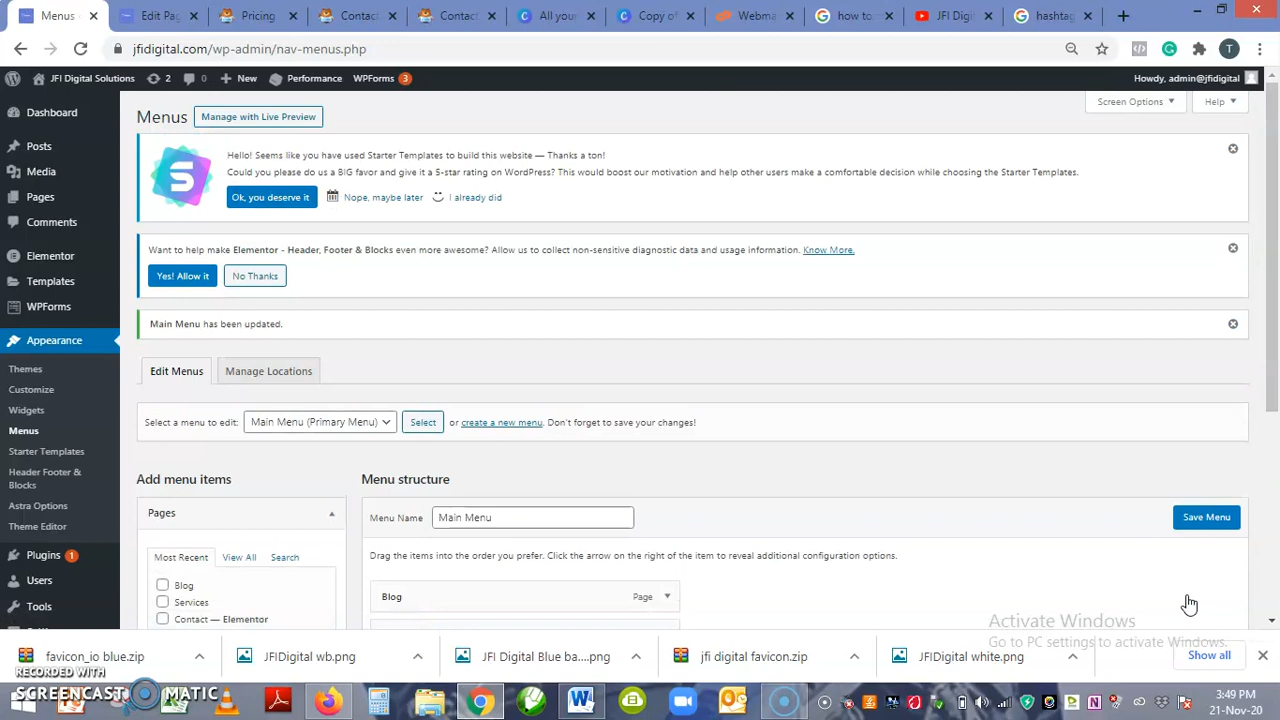 Menus
Edit Pa
Pricing
Contac
Contac
All your
Copy of
Webma
how to
JFI Digi
hashtag
jfidigital.com/wp-admin/nav-menus.php
T
JFI Digital Solutions
2
0
New
Performance
WPForms
3
Howdy, admin@jfidigital
Dashboard
Posts
Media
Pages
Comments
Elementor
Templates
WPForms
Appearance
Themes
Customize
Widgets
Menus
Starter Templates
Header Footer &
Blocks
Astra Options
Theme Editor
Plugins
1
Users
Tools
Menus
Manage with Live Preview
Screen Options
Help
S
Hello! Seems like you have used Starter Templates to build this website — Thanks a ton!
Could you please do us a BIG favor and give it a 5-star rating on WordPress? This would boost our motivation and help other users make a comfortable decision while choosing the Starter Templates.
Ok, you deserve it
Nope, maybe later
I already did
Want to help make Elementor - Header, Footer & Blocks even more awesome? Allow us to collect non-sensitive diagnostic data and usage information. Know More.
Yes! Allow it
No Thanks
Main Menu has been updated.
Edit Menus
Manage Locations
Select a menu to edit:
Main Menu (Primary Menu)
Select
or create a new menu. Don't forget to save your changes!
Add menu items
Menu structure
Pages
Menu Name
Main Menu
Save Menu
Most Recent
View All
Search
Drag the items into the order you prefer. Click the arrow on the right of the item to reveal additional configuration options.
Blog
Services
Contact — Elementor
Blog
Page
Activate Windows
Go to PC settings to activate Windows.
favicon_io blue.zip
JFIDigital wb.png
JFI Digital Blue ba....png
jfi digital favicon.zip
JFIDigital white.png
Show all
RECORDED WITH
SCREENCAST
MATIC
3:49 PM
21-Nov-20